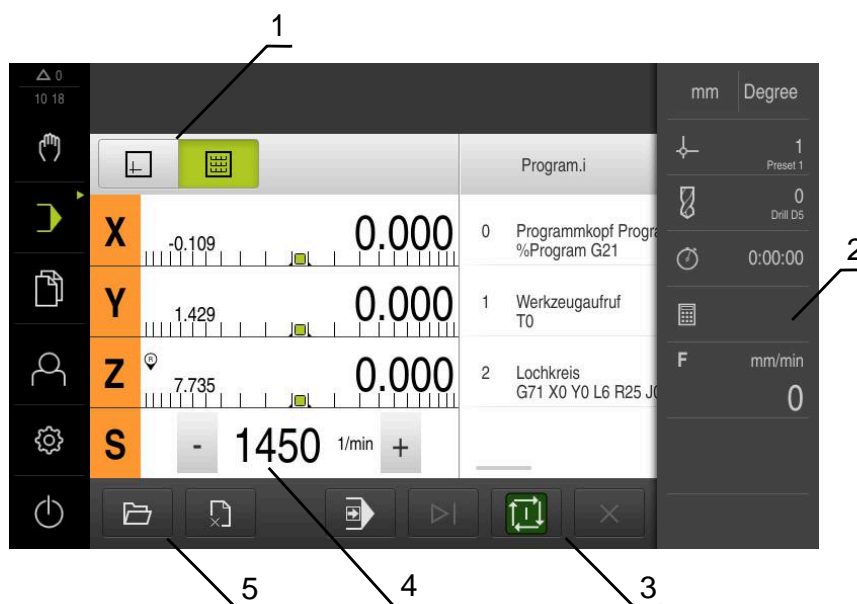 1
0
10 18
mm Degree
1
Preset 1
Program.i
0
Drill D5
X -0.109 0.000
0 Programmkopf Progra
%Program G21
0:00:00
2
Y 1.429 0.000
1 Werkzeugaufruf
T0
Z R 7.735 0.000
2 Lochkreis
G71 X0 Y0 L6 R25 J0
F mm/min
0
S - 1450 1/min +
5 4 3